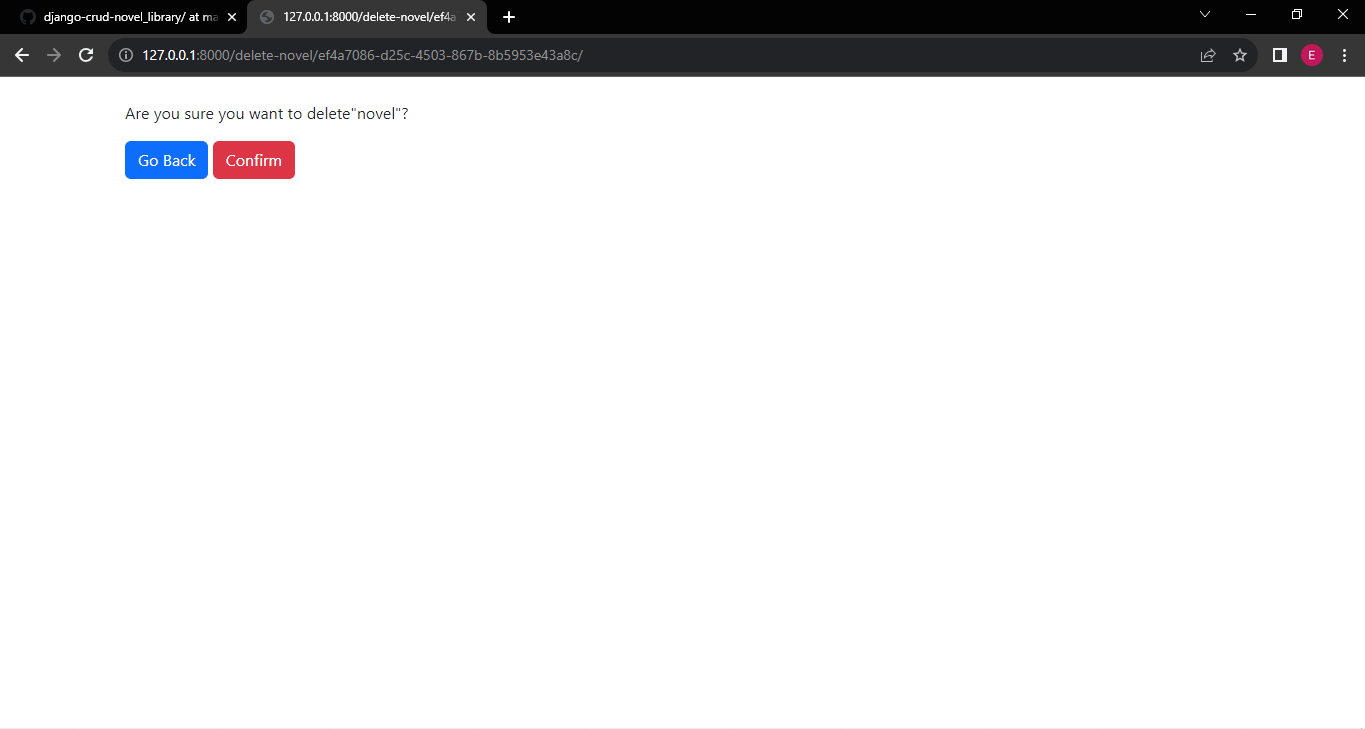 django-crud-novel_library/ at ma
127.0.0.1:8000/delete-novel/ef4a
127.0.0.1:8000/delete-novel/ef4a7086-d25c-4503-867b-8b5953e43a8c/
E
Are you sure you want to delete"novel"?
Go Back Confirm